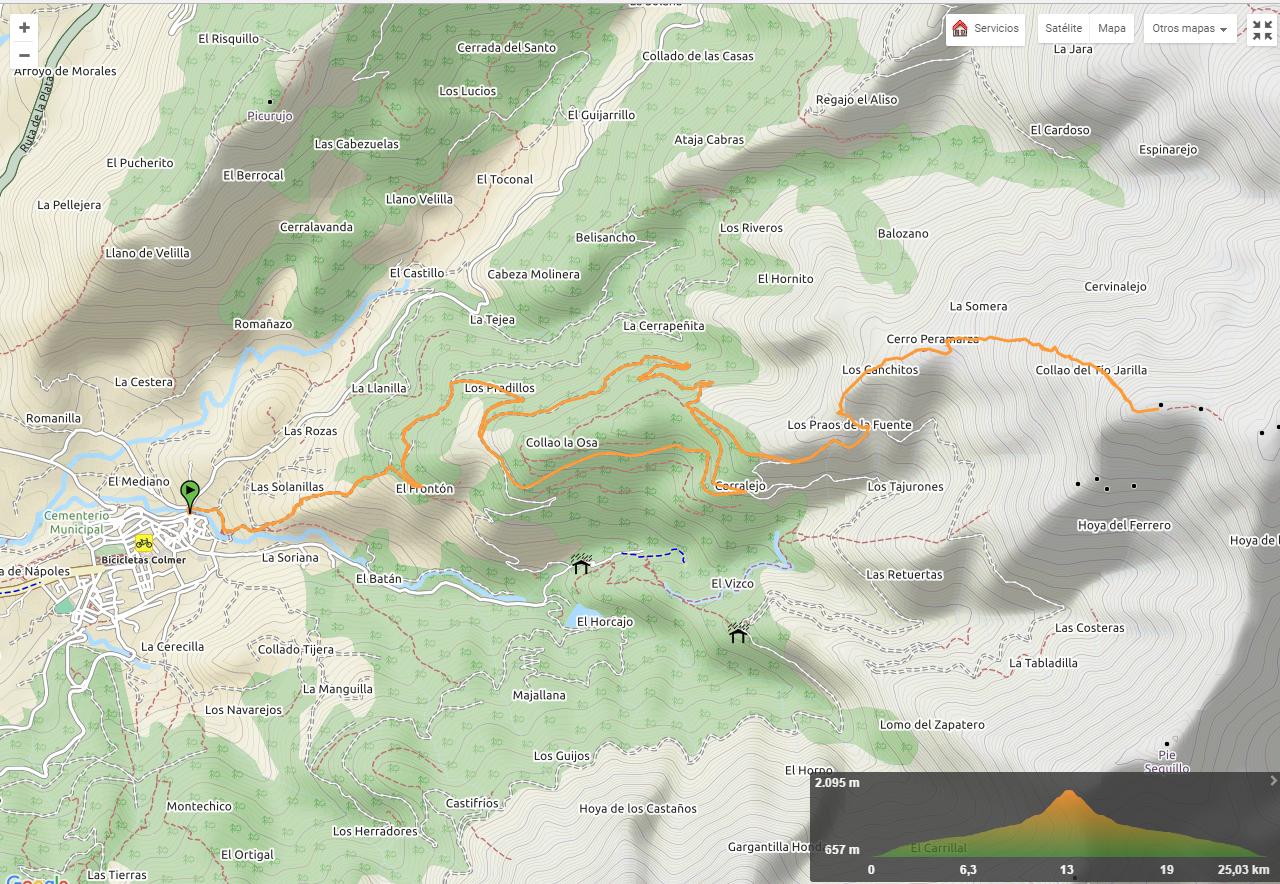 +
−
La Solana
Servicios
Satélite
Mapa
Otros mapas
El Risquillo
Cerrada del Santo
Collado de las Casas
La Jara
Arroyo de Morales
Los Lucios
Regajo el Aliso
Ruta de la Plata
Picurujo
El Guijarrillo
El Cardoso
Las Cabezuelas
Ataja Cabras
Espinarejo
El Pucherito
El Berrocal
El Toconal
La Pellejera
Llano Velilla
Cerralavanda
Los Riveros
Belisancho
Balozano
Llano de Velilla
El Castillo
Cabeza Molinera
El Hornito
Cervinalejo
La Somera
Romañazo
La Tejea
La Cerrapeñita
Cerro Peramarza
La Cestera
La Llanilla
Los Pradillos
Los Canchitos
Collao del Tío Jarilla
Romanilla
Las Rozas
Collao la Osa
Los Praos de la Fuente
El Mediano
Las Solanillas
El Frontón
Cerralejo
Los Tajurones
Cementerio
Municipal
Hoya del Ferrero
Hoya de l
Bicicletas Colmer
La Soriana
a de Nápoles
El Batán
El Vizco
Las Retuertas
El Horcajo
Las Costeras
La Cerecilla
Collado Tijera
La Tabladilla
La Manguilla
Majallana
Los Navarejos
Lomo del Zapatero
Los Guijos
Pie
Seguillo
El Horno
2.095 m
Montechico
Castifríos
Hoya de los Castaños
Los Herradores
Gargantilla Hond
El Carrillal
657 m
El Ortigal
0
6,3
13
19
25,03 km
Las Tierras
Google